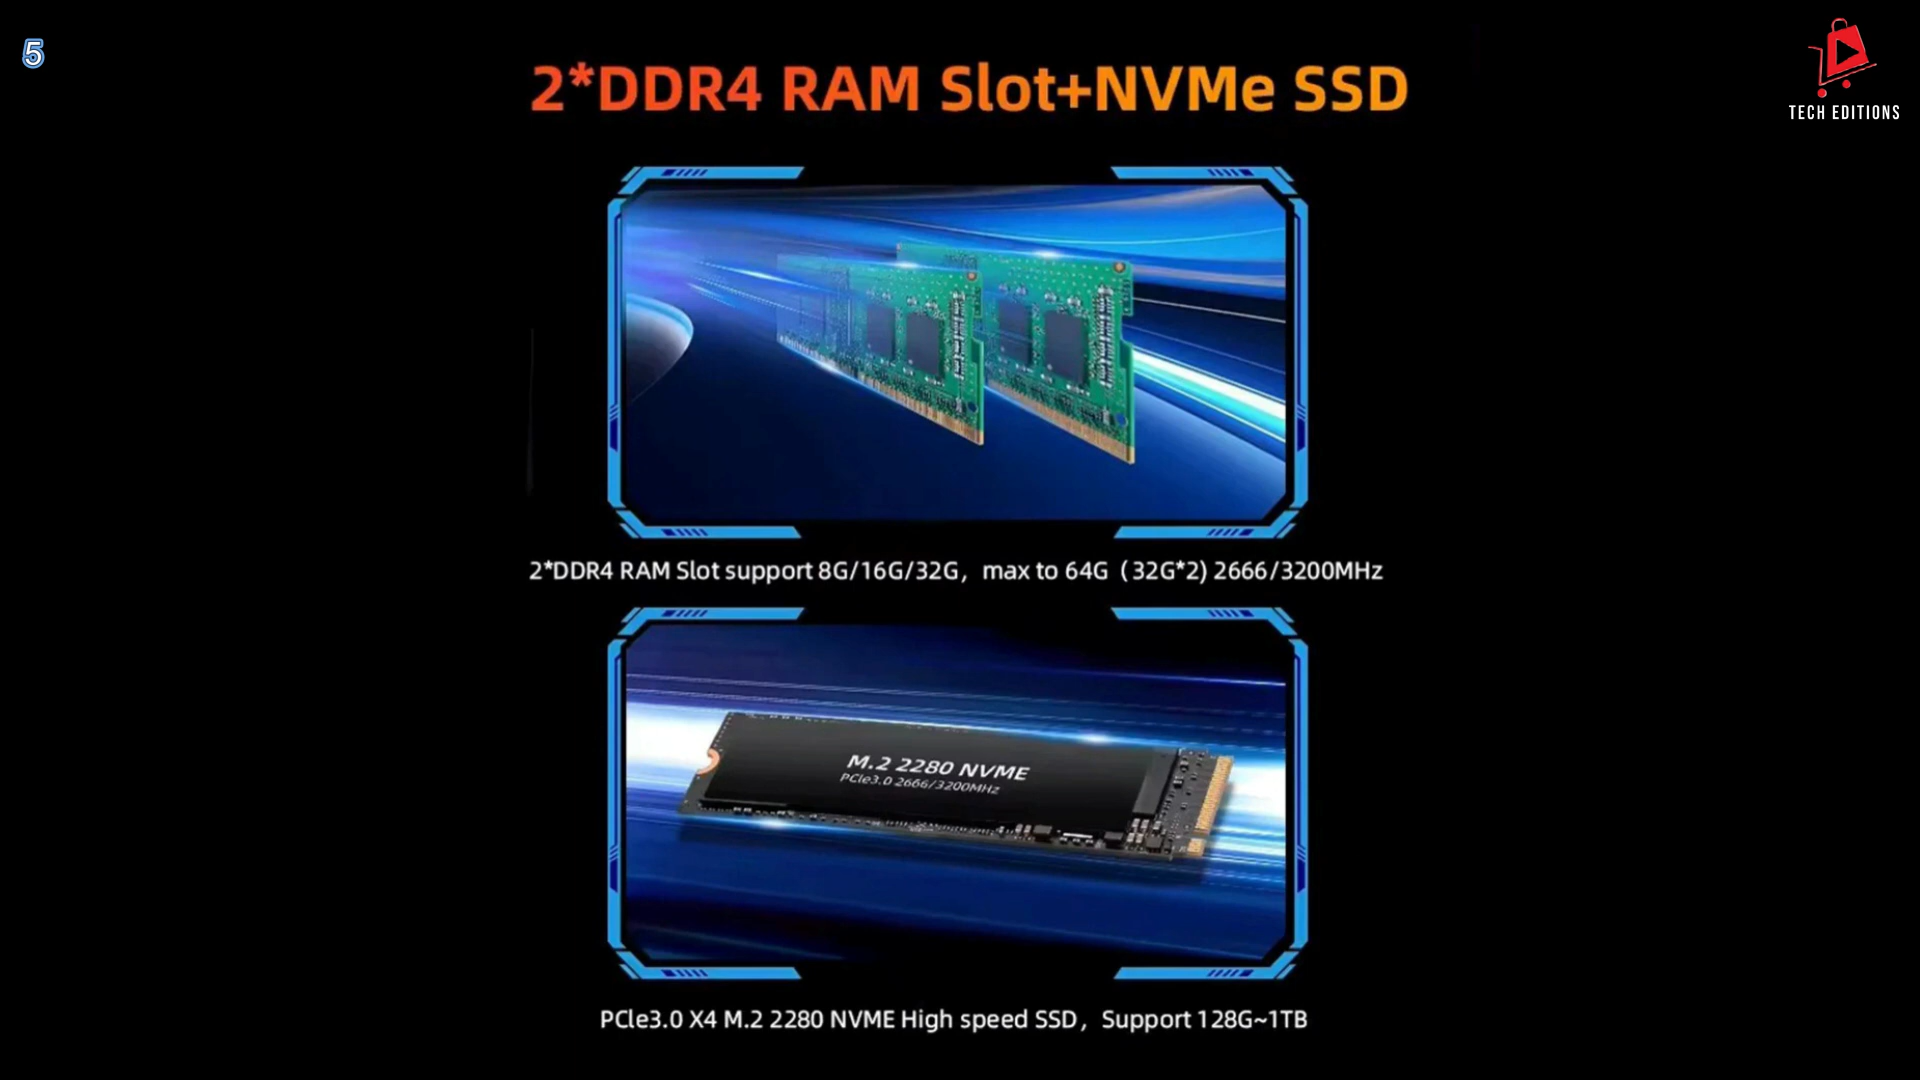 5
TECH EDITIONS
2*DDR4 RAM Slot+NVMe SSD
2*DDR4 RAM Slot support 8G/16G/32G，max to 64G（32G*2) 2666/3200MHz
M.2 2280 NVME
PCle3.0 2666/3200MHz
PCle3.0 X4 M.2 2280 NVME High speed SSD，Support 128G~1TB